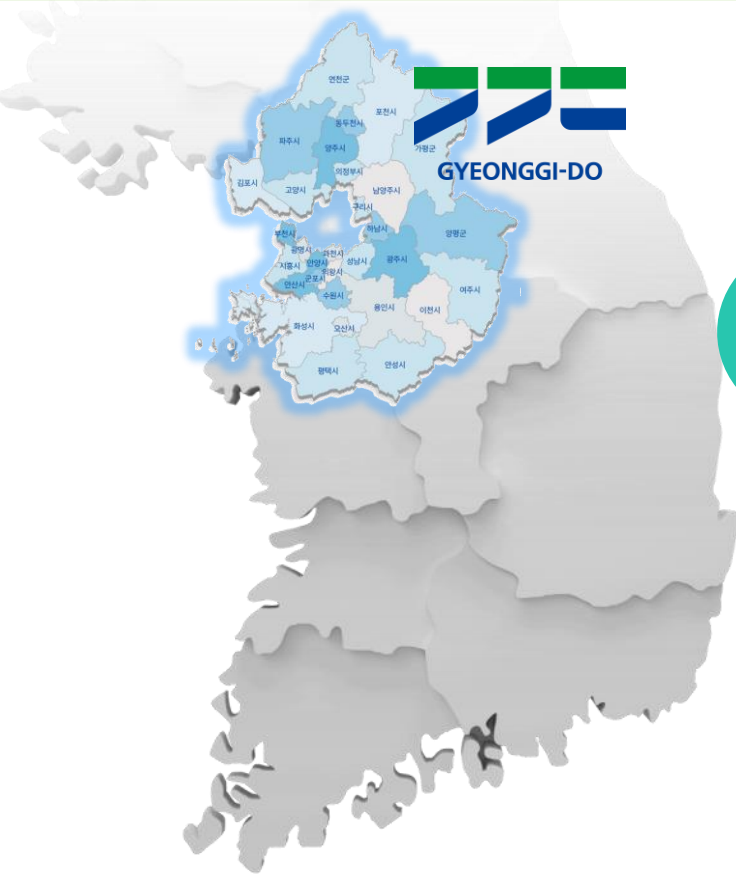 연천군
포천시
동두천시
파주시
양주시
가평군
GYEONGGI-DO
의정부시
김포시
고양시
남양주시
구리시
부천시
하남시
양평군
광명시
과천시
시흥시
안양시
성남시
광주시
의왕시
군포시
안산시
수원시
여주시
용인시
이천시
화성시
오산시
평택시
안성시